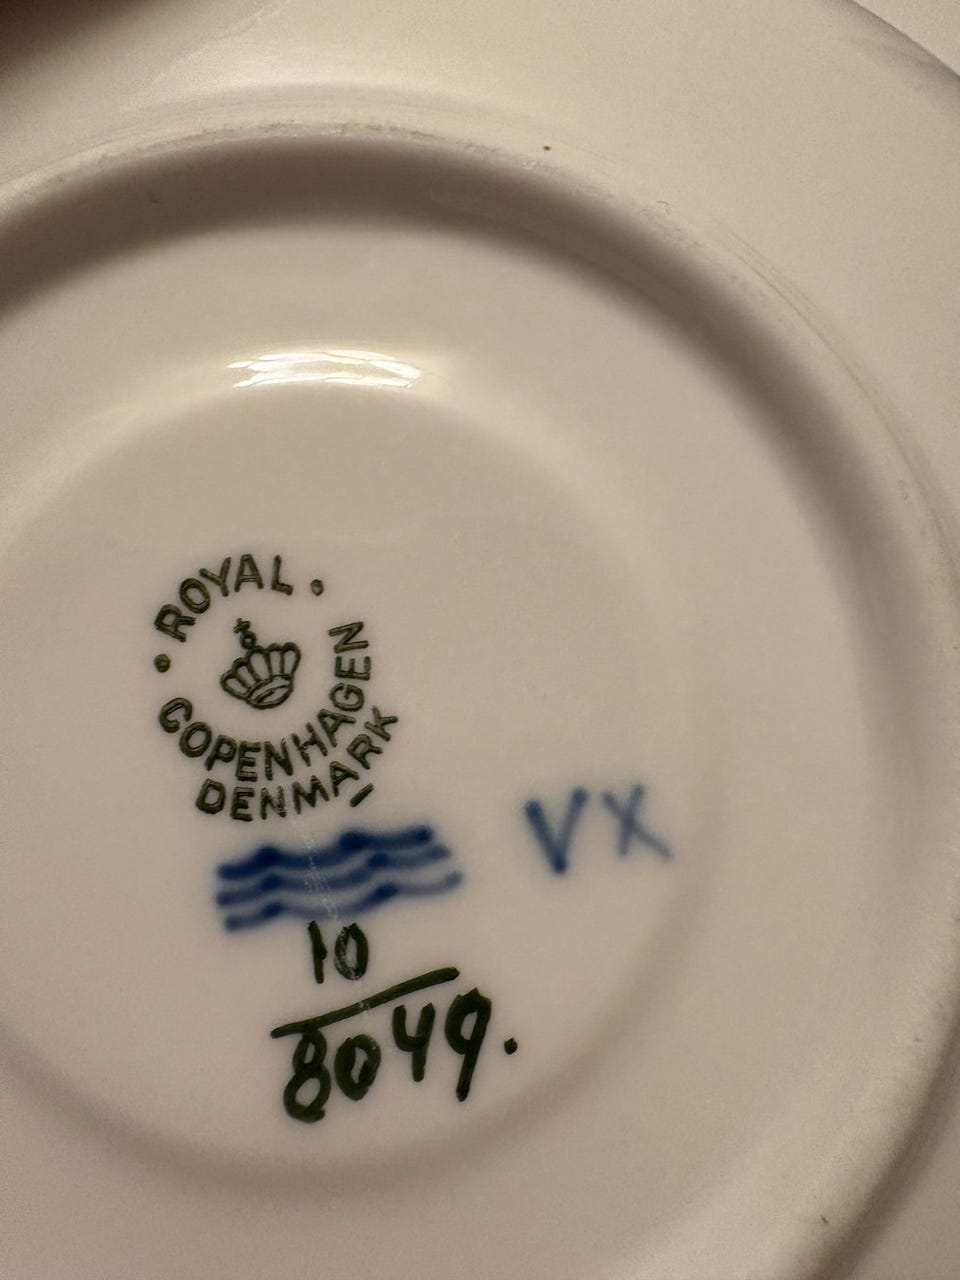 ROYAL
COPENHAGEN
DENMARK
VX
10
8049.